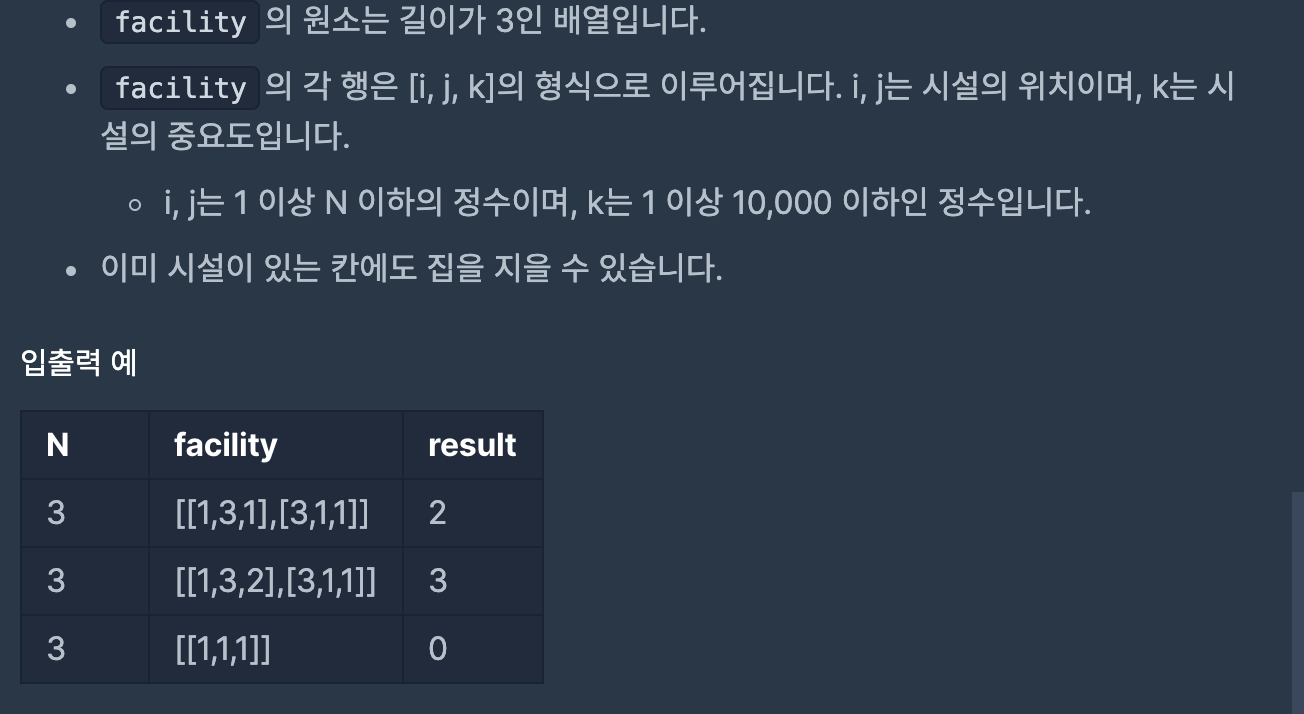 facility 의 원소는 길이가 3인 배열입니다.
facility 의 각 행은 [i, j, k]의 형식으로 이루어집니다. i, j는 시설의 위치이며, k는 시
설의 중요도입니다.
i, j는 1 이상 N 이하의 정수이며, k는 1 이상 10,000 이하인 정수입니다.
이미 시설이 있는 칸에도 집을 지을 수 있습니다.
입출력 예
N facility result
3 [[1,3,1],[3,1,1]] 2
3 [[1,3,2],[3,1,1]] 3
3 [[1,1,1]] 0